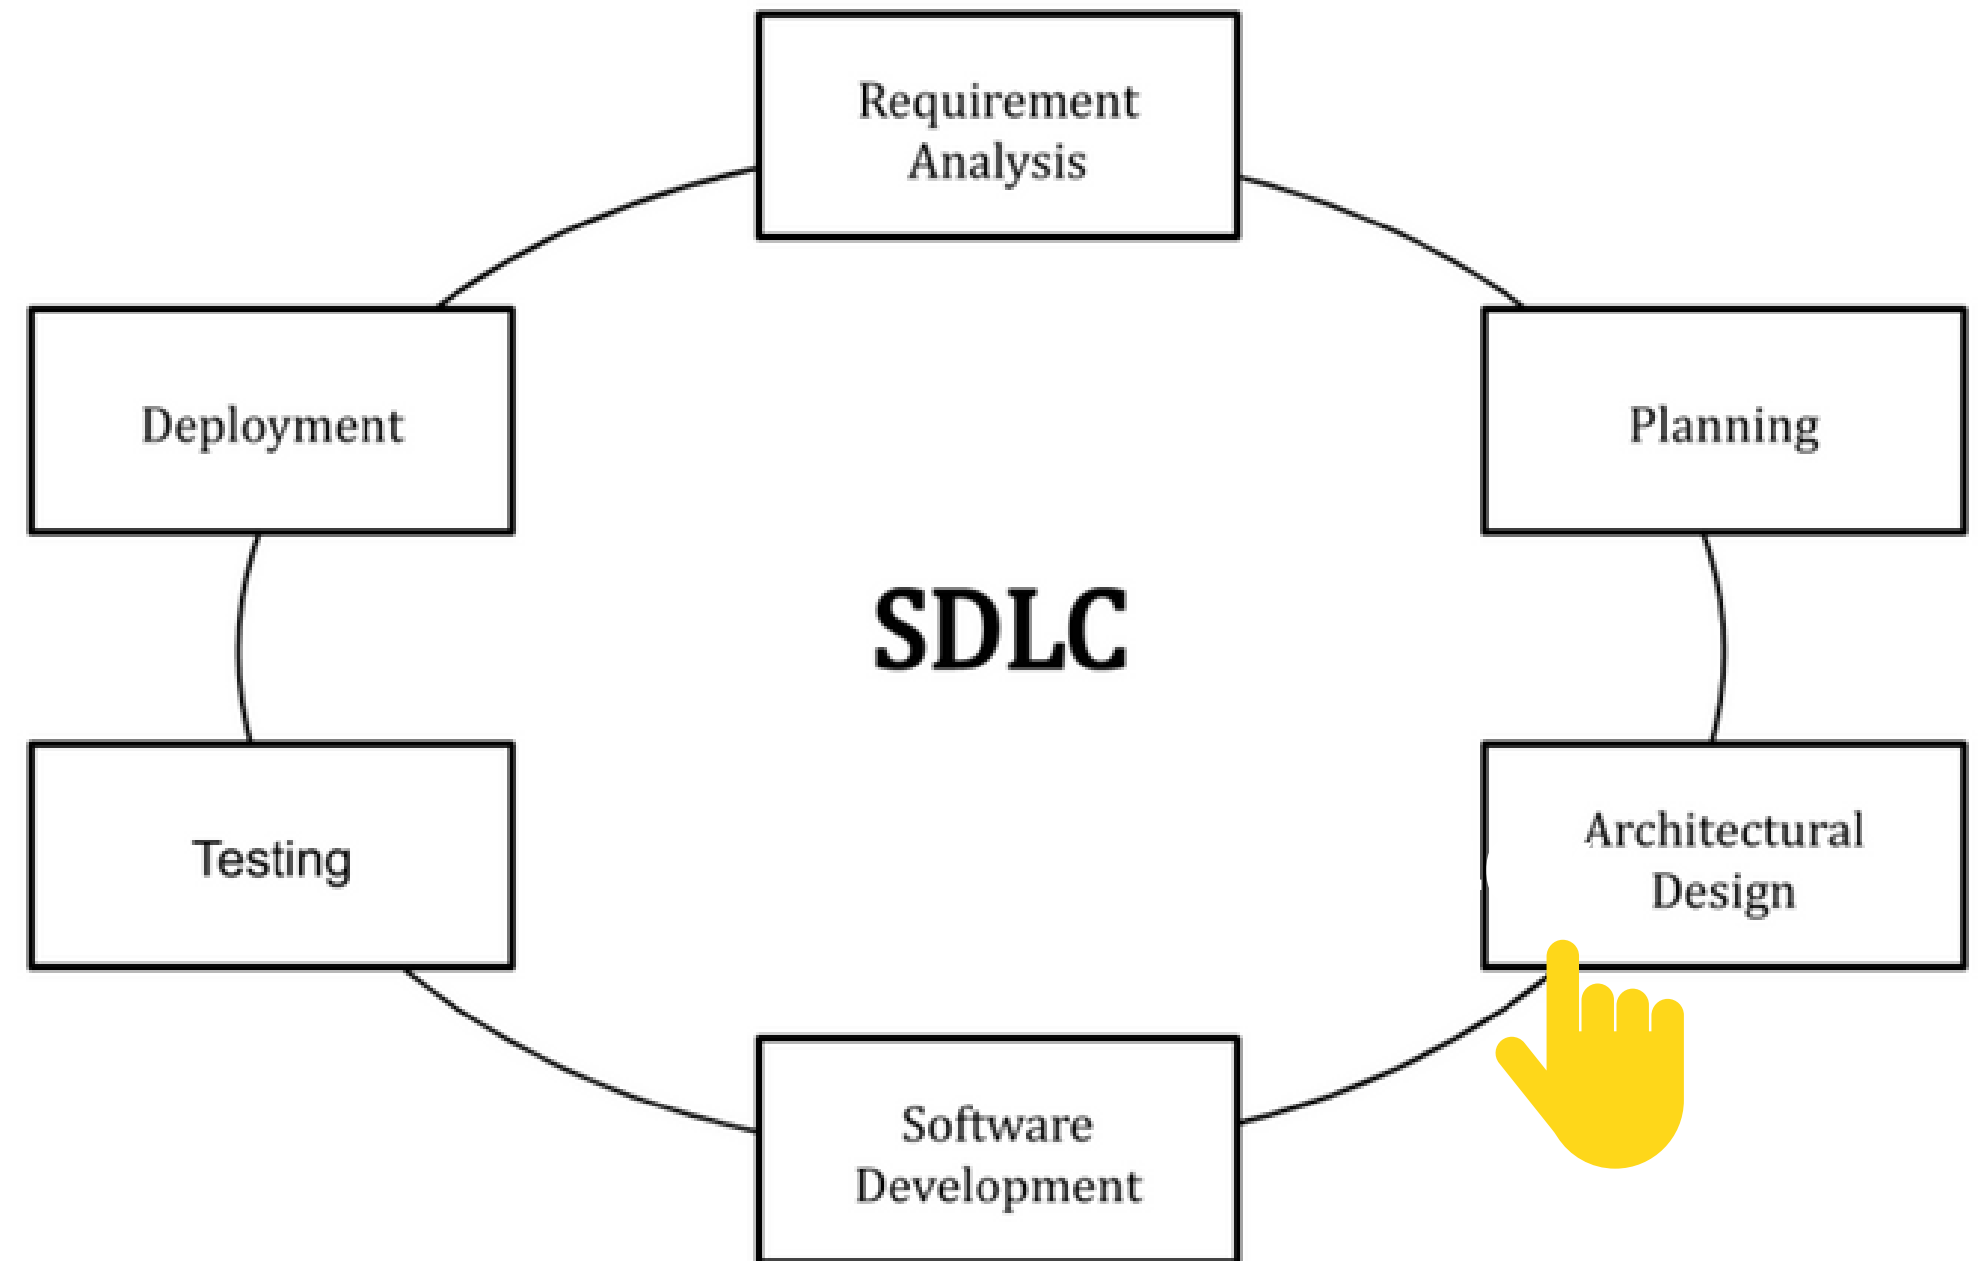 Requirement
Analysis
Deployment
Planning
SDLC
Testing
Architectural
Design
Software
Development